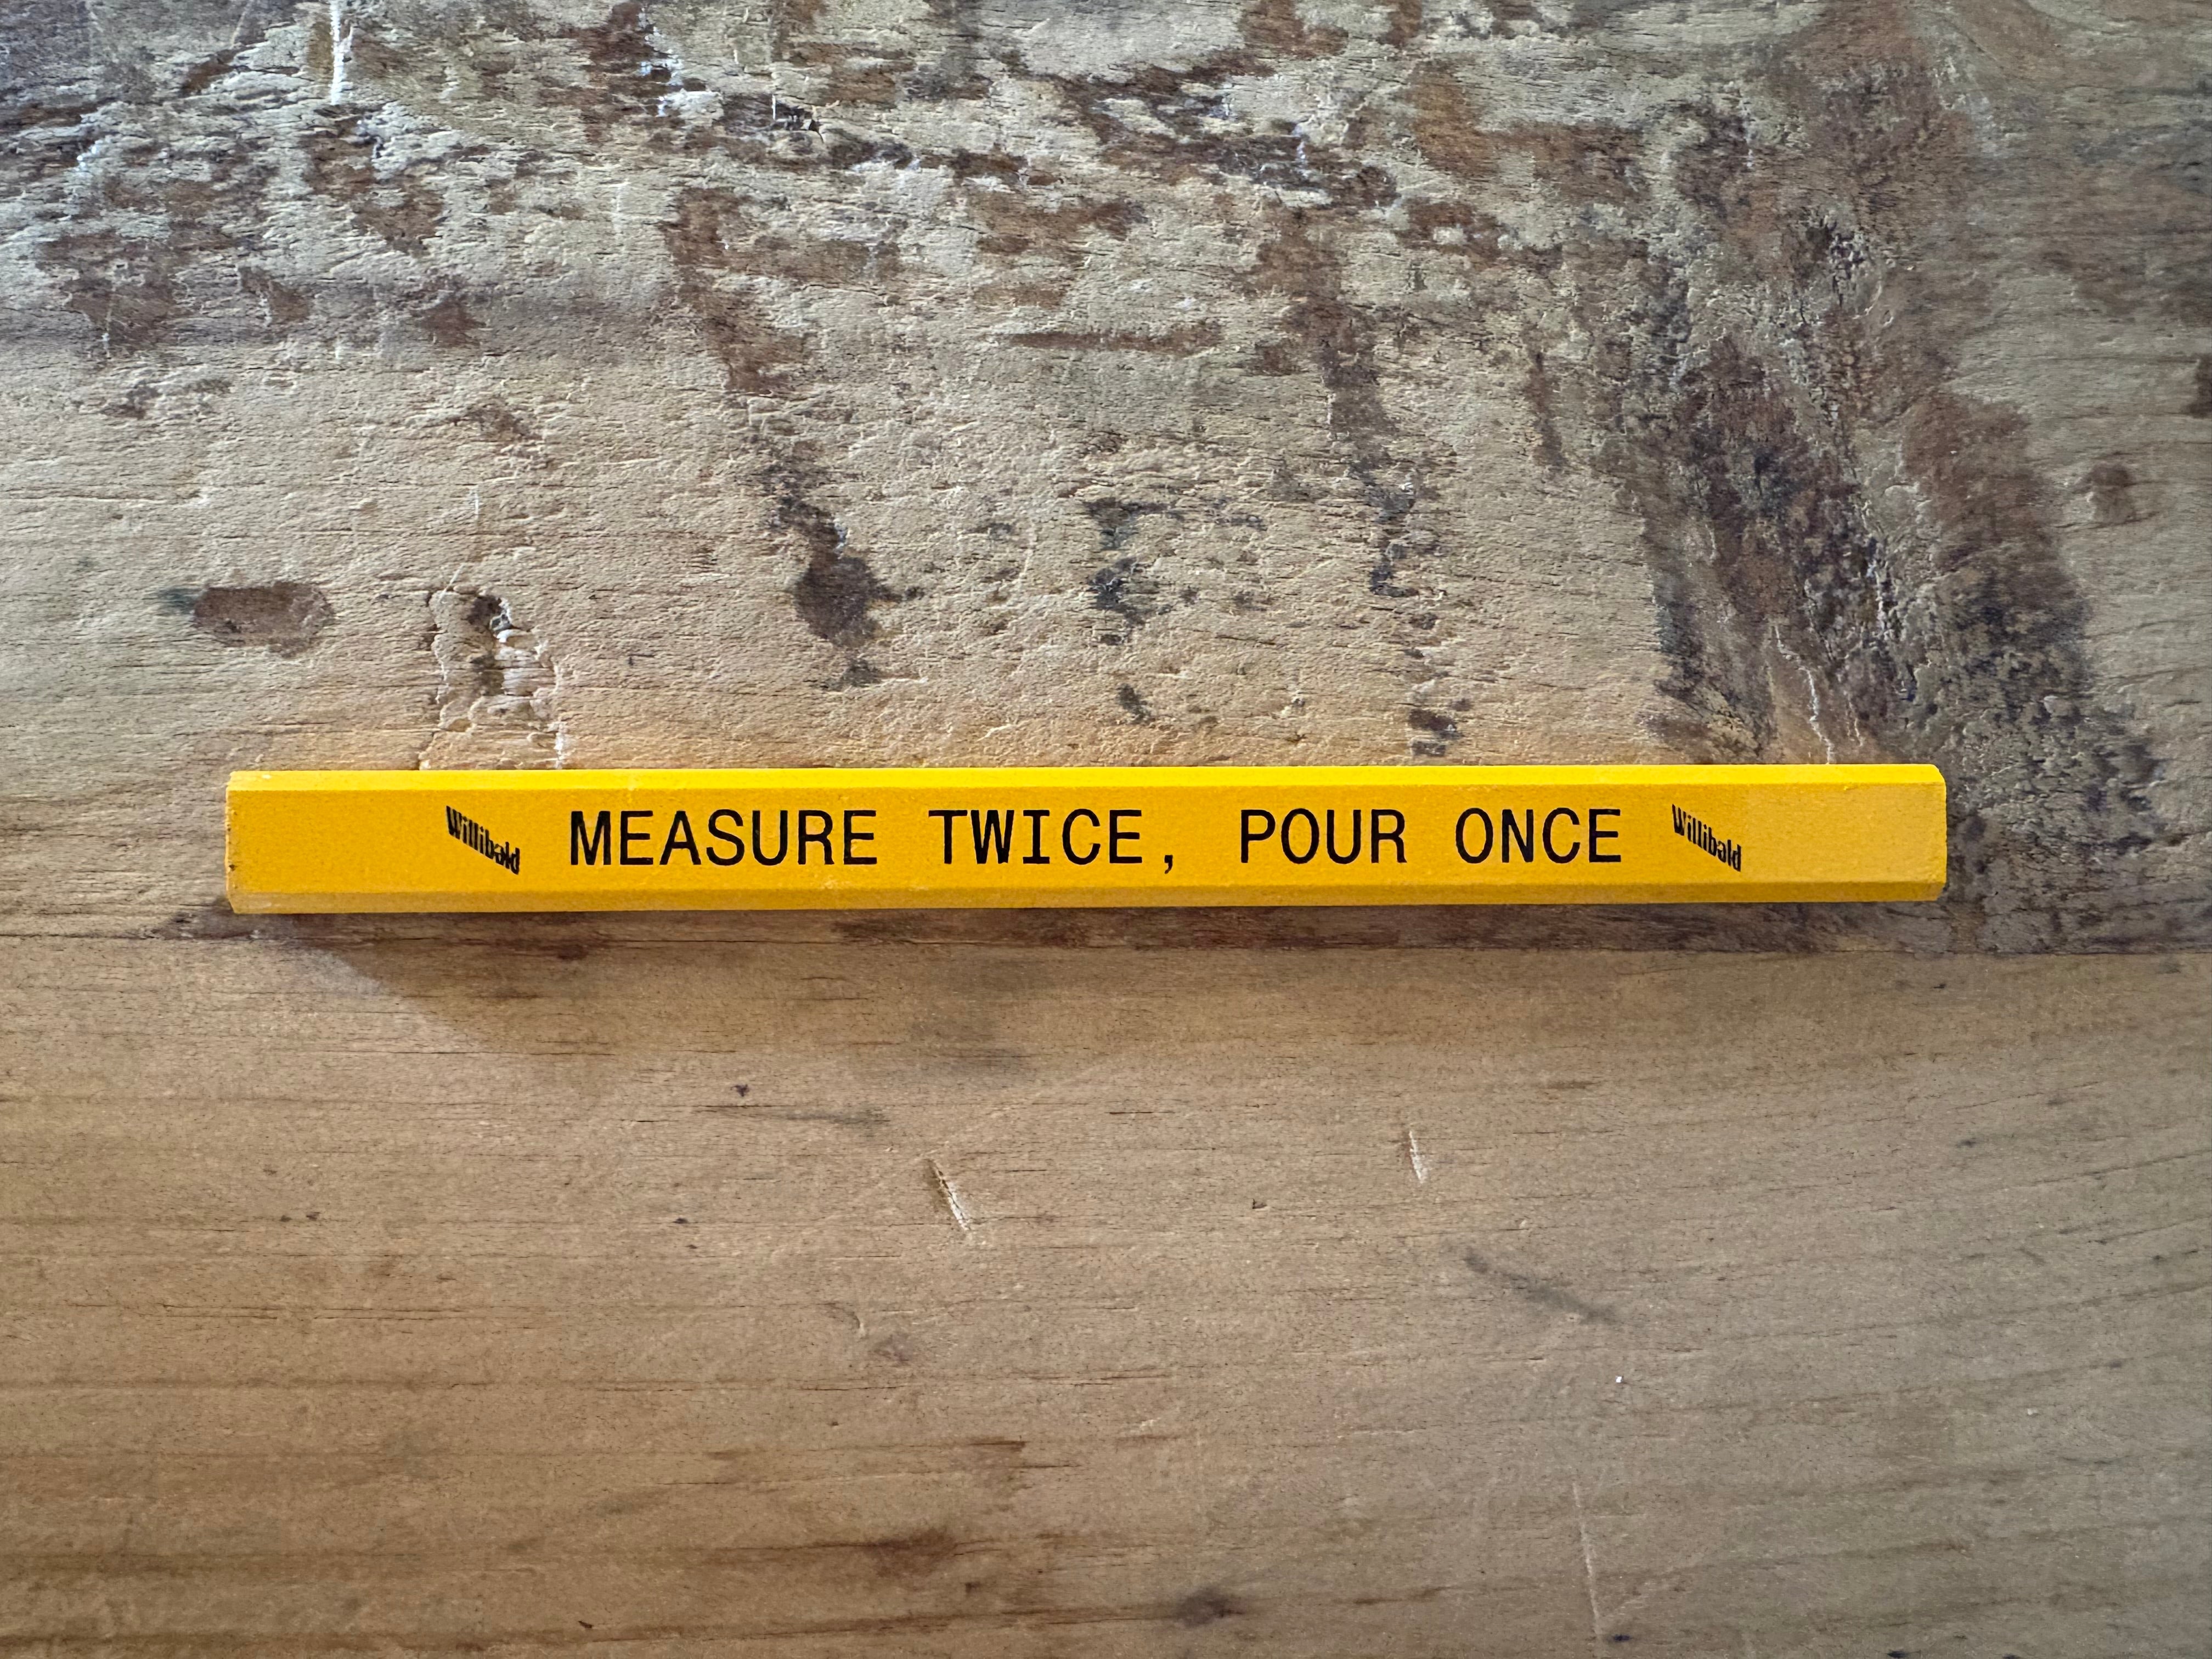 Willibald MEASURE TWICE, POUR ONCE Willibald